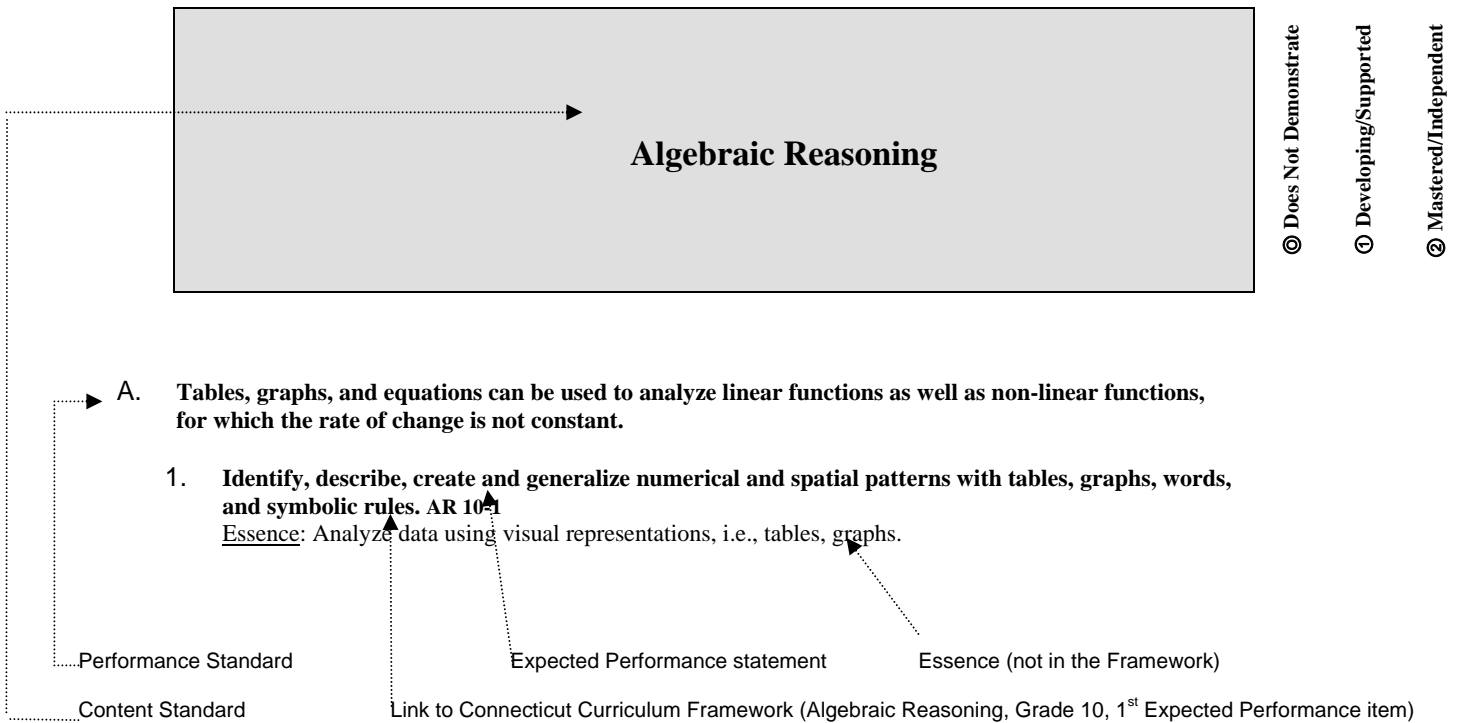 Algebraic Reasoning
⓪ Does Not Demonstrate
① Developing/Supported
② Mastered/Independent
A. Tables, graphs, and equations can be used to analyze linear functions as well as non-linear functions,
for which the rate of change is not constant.
1. Identify, describe, create and generalize numerical and spatial patterns with tables, graphs, words,
and symbolic rules. AR 10-1
Essence: Analyze data using visual representations, i.e., tables, graphs.
Performance Standard Expected Performance statement Essence (not in the Framework)
Content Standard Link to Connecticut Curriculum Framework (Algebraic Reasoning, Grade 10, 1st Expected Performance item)